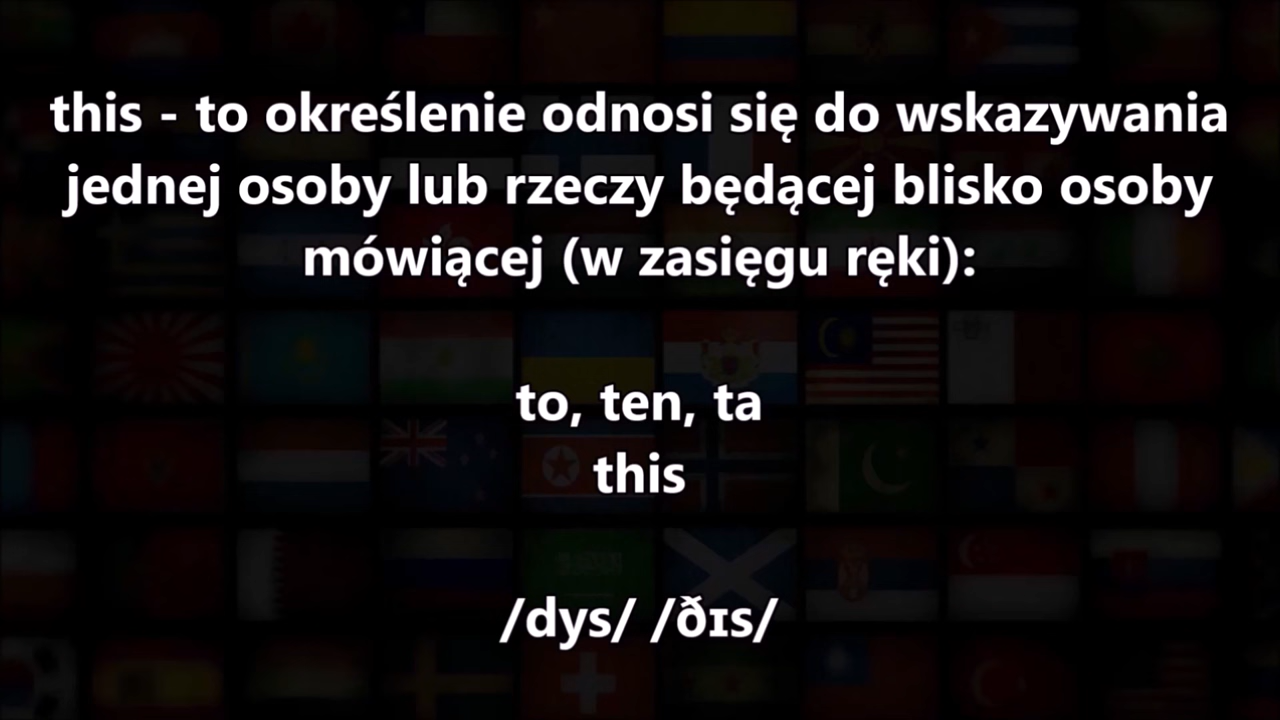 this - to określenie odnosi się do wskazywania
jednej osoby lub rzeczy będącej blisko osoby
mówiącej (w zasięgu ręki):
to, ten, ta
this
/dys/ /ðɪs/